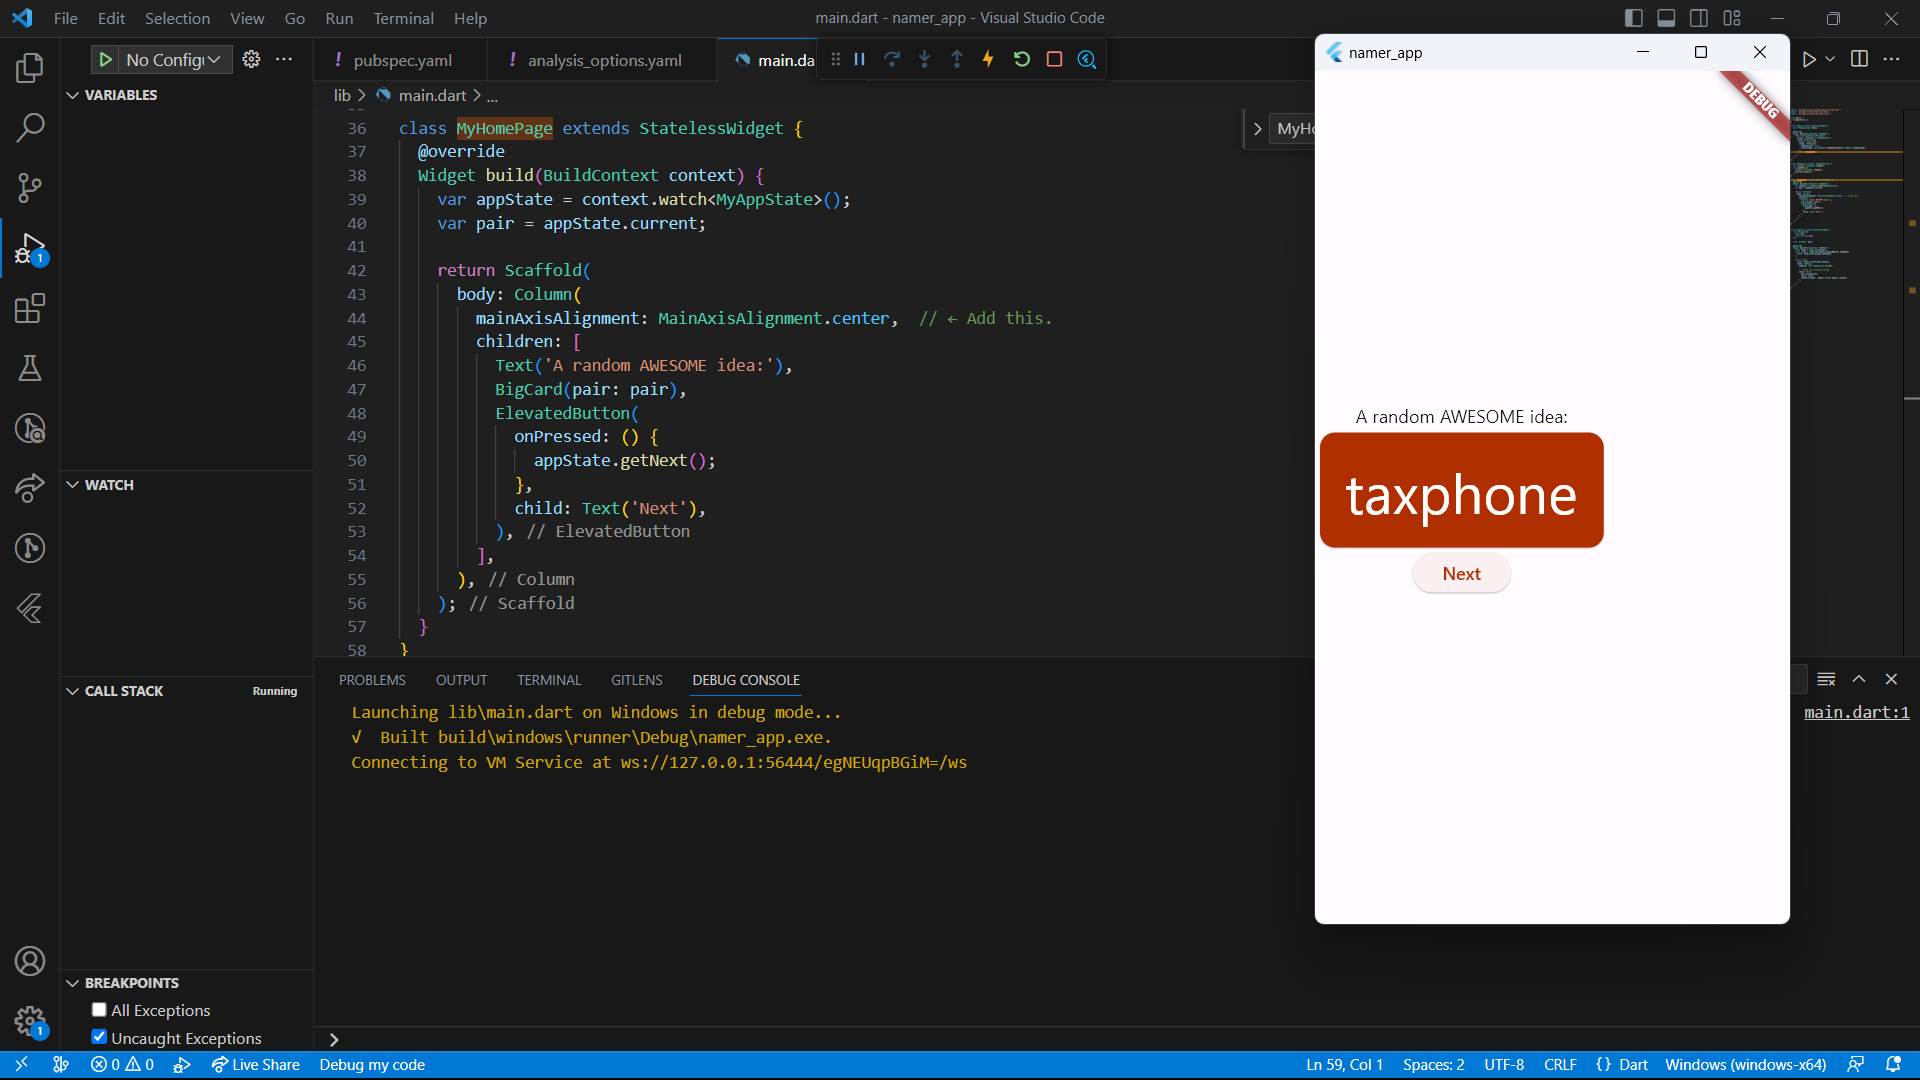 File Edit Selection View Go Run Terminal Help
main.dart - namer_app - Visual Studio Code
No Config
pubspec.yaml
analysis_options.yaml
main.da
VARIABLES
lib > main.dart > ...
36 class MyHomePage extends StatelessWidget {
37 @override
38 Widget build(BuildContext context) {
39 var appState = context.watch<MyAppState>();
40 var pair = appState.current;
41
42 return Scaffold(
43 body: Column(
44 mainAxisAlignment: MainAxisAlignment.center,  // ← Add this.
45 children: [
46 Text('A random AWESOME idea:'),
47 BigCard(pair: pair),
48 ElevatedButton(
49 onPressed: () {
50 appState.getNext();
51 },
52 child: Text('Next'),
53 ), // ElevatedButton
54 ],
55 ), // Column
56 ); // Scaffold
57 }
58 }
MyHo
namer_app
DEBUG
A random AWESOME idea:
taxphone
Next
WATCH
CALL STACK
Running
BREAKPOINTS
All Exceptions
Uncaught Exceptions
PROBLEMS OUTPUT TERMINAL GITLENS DEBUG CONSOLE
Launching lib\main.dart on Windows in debug mode...
√  Built build\windows\runner\Debug\namer_app.exe.
Connecting to VM Service at ws://127.0.0.1:56444/egNEUqpBGiM=/ws
main.dart:1
1
1
0 0 Live Share Debug my code
Ln 59, Col 1 Spaces: 2 UTF-8 CRLF {} Dart Windows (windows-x64)